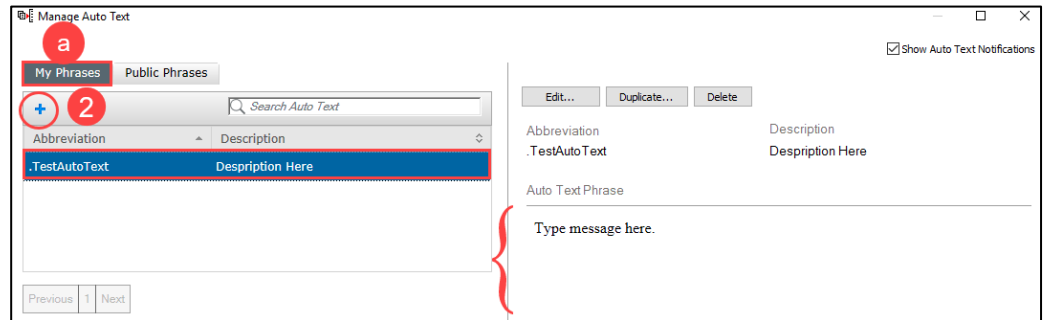 Manage Auto Text
a
Show Auto Text Notifications
My Phrases Public Phrases
2
Search Auto Text
Edit... Duplicate... Delete
Abbreviation Description
Abbreviation Description
.TestAutoText Despription Here
.TestAutoText Despription Here
Auto Text Phrase
Type message here.
Previous 1 Next